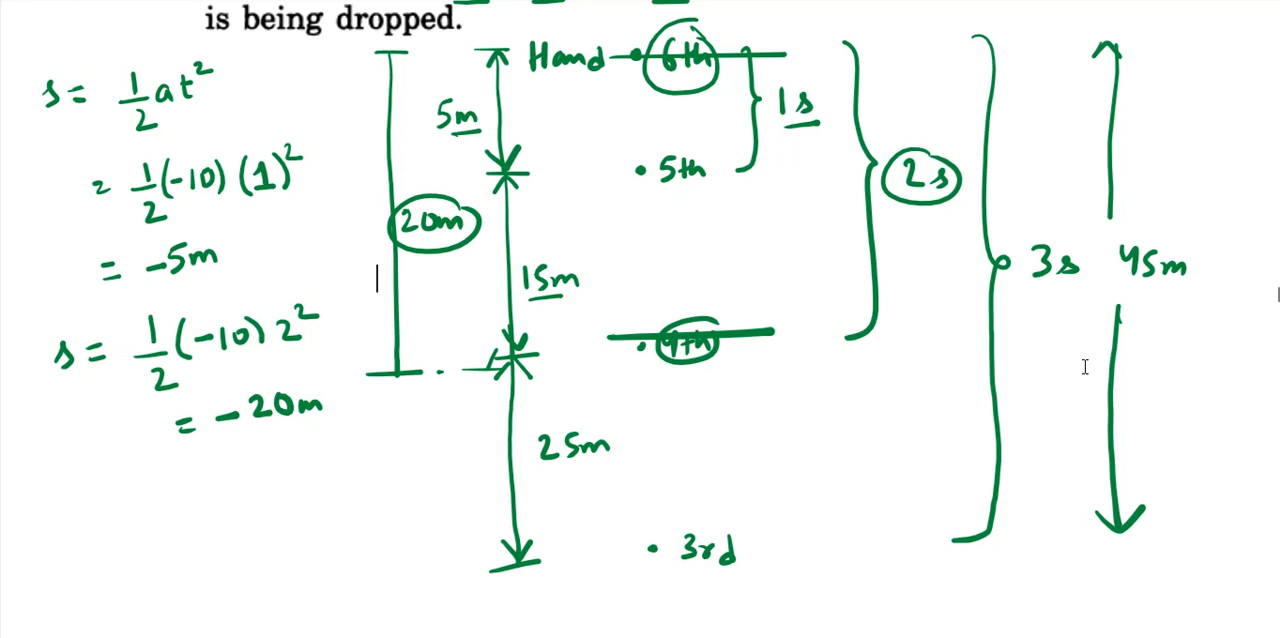 is being dropped.
s = 1/2 at²
= 1/2 (-10) (1)²
= -5m
s = 1/2 (-10) 2²
= -20m
20m
5m
15m
25m
Hand 6th
5th
4th
3rd
1s
2s
3s
45m